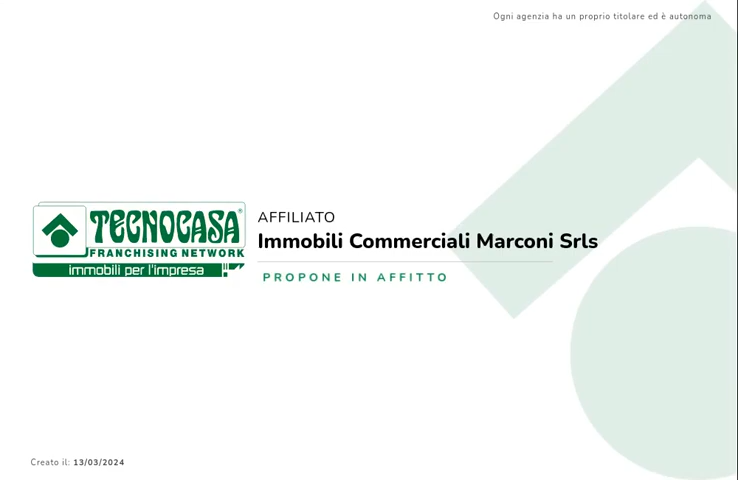 Ogni agenzia ha un proprio titolare ed è autonoma
TECNOCASA®
FRANCHISING NETWORK
immobili per l'impresa
AFFILIATO
Immobili Commerciali Marconi Srls
PROPONE IN AFFITTO
Creato il: 13/03/2024